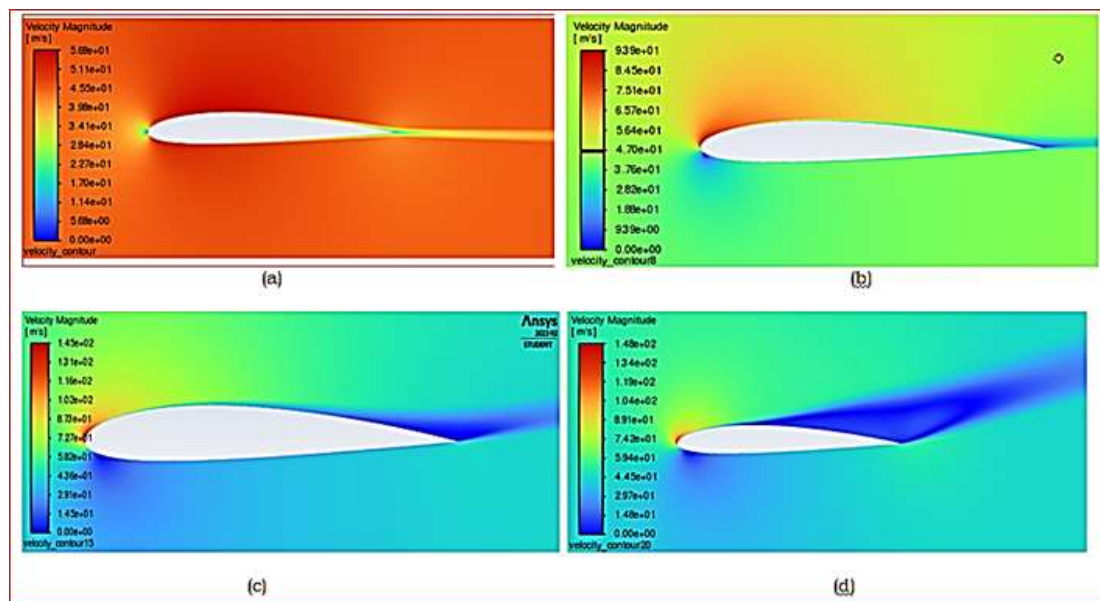 Velocity Magnitude
[ m/s ]
5.69e+01
5.11e+01
4.55e+01
3.98e+01
3.41e+01
2.84e+01
2.27e+01
1.70e+01
1.14e+01
5.68e+00
0.00e+00
velocity_contour
(a)
Velocity Magnitude
[ m/s ]
9.39e+01
8.45e+01
7.51e+01
6.57e+01
5.64e+01
4.70e+01
3.76e+01
2.82e+01
1.88e+01
9.39e+00
0.00e+00
velocity_contour8
(b)
Velocity Magnitude
[ m/s ]
1.45e+02
1.31e+02
1.16e+02
1.02e+02
8.73e+01
7.27e+01
5.82e+01
4.36e+01
2.91e+01
1.45e+01
0.00e+00
velocity_contour15
Ansys
STUDENT
(c)
Velocity Magnitude
[ m/s ]
1.48e+02
1.34e+02
1.19e+02
1.04e+02
8.91e+01
7.42e+01
5.94e+01
4.45e+01
2.97e+01
1.48e+01
0.00e+00
velocity_contour20
(d)